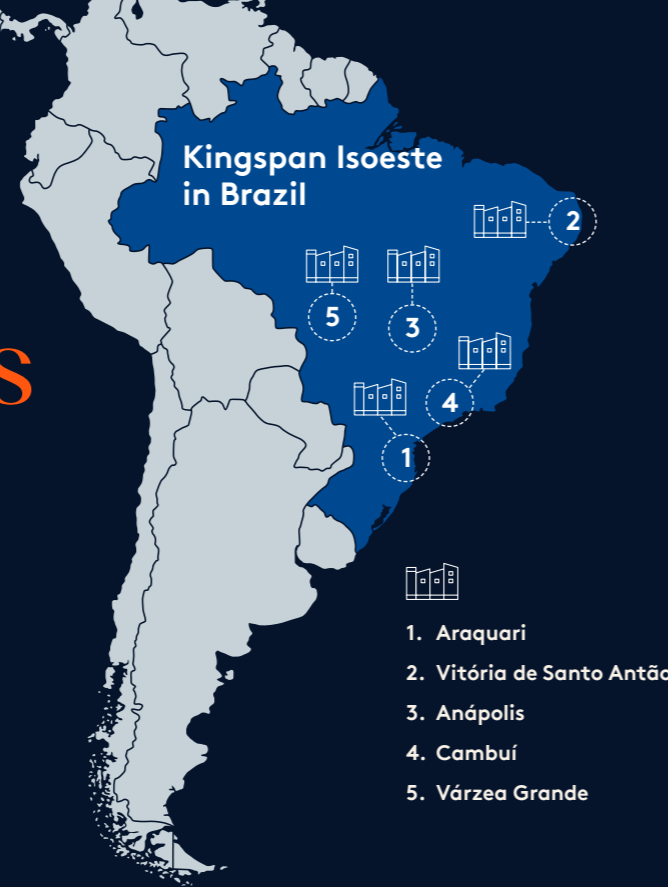 Kingspan Isoeste
in Brazil
2
5
3
4
1
s
1. Araquari
2. Vitória de Santo Antão
3. Anápolis
4. Cambuí
5. Várzea Grande